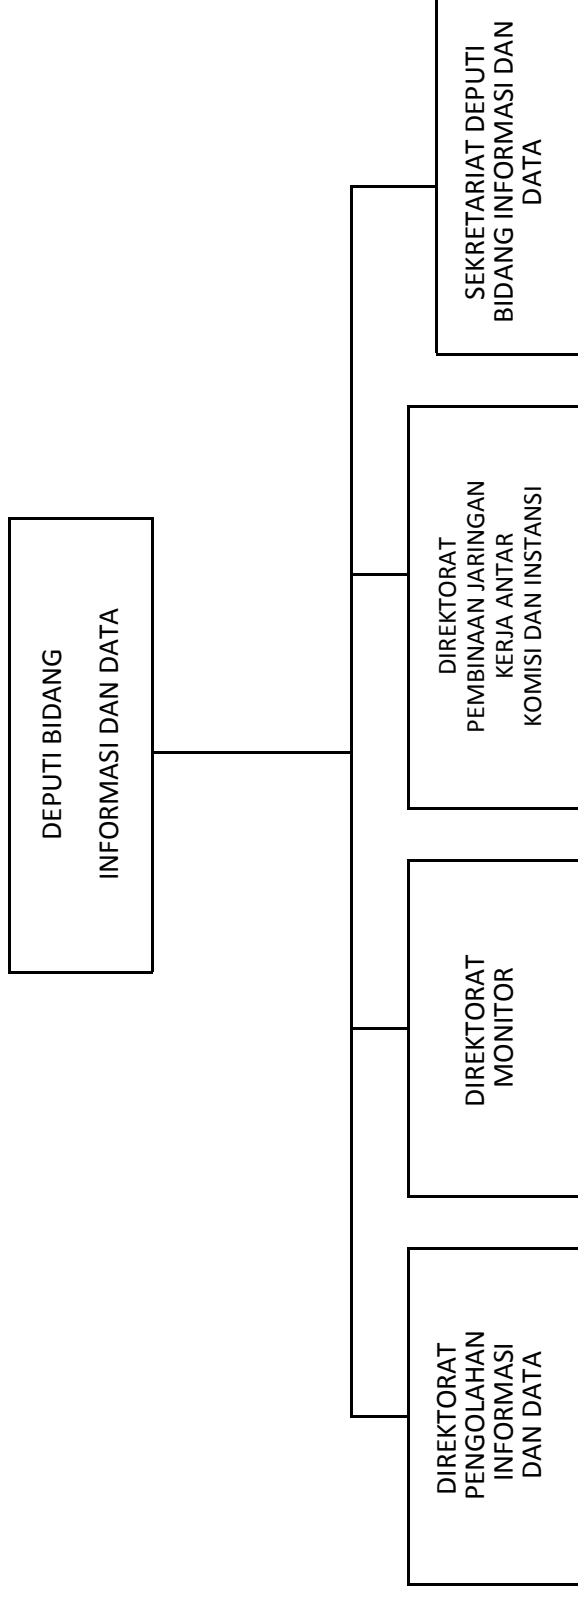 DEPUTI BIDANG
INFORMASI DAN DATA
DIREKTORAT
PENGOLAHAN
INFORMASI
DAN DATA
DIREKTORAT
MONITOR
DIREKTORAT
PEMBINAAN JARINGAN
KERJA ANTAR
KOMISI DAN INSTANSI
SEKRETARIAT DEPUTI
BIDANG INFORMASI DAN
DATA